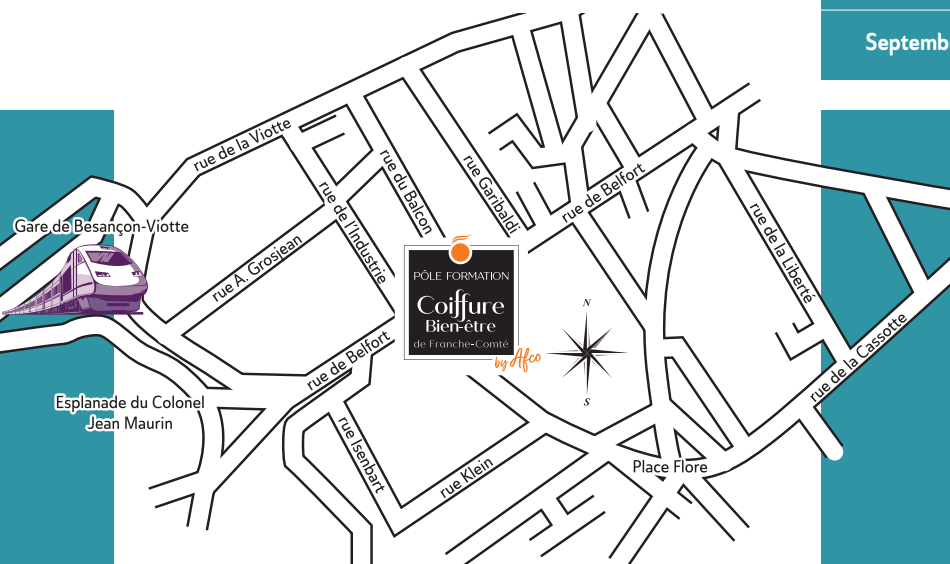 Septemb
rue de la Viotte
rue du Balcon
rue Garibaldi
rue de Belfort
rue de l'Industrie
Gare de Besançon-Viotte
rue A. Grosjean
rue de la Liberté
PÔLE FORMATION
Coiffure
Bien-être
de Franche-Comté
by Afco
N
S
rue de Belfort
rue de la Cassotte
Esplanade du Colonel
Jean Maurin
rue Isenbart
rue Klein
Place Flore